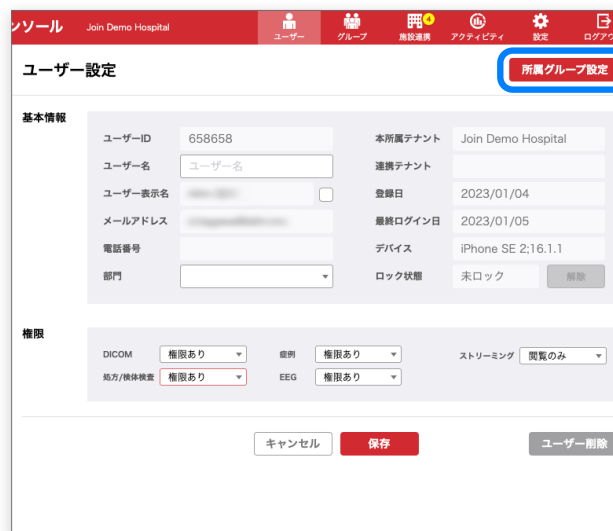 ンソール Join Demo Hospital ユーザー グループ 施設連携 4 アクティビティ 設定 ログアウ
ユーザー設定 所属グループ設定
基本情報
ユーザーID 658658 本所属テナント Join Demo Hospital
ユーザー名 ユーザー名 連携テナント
ユーザー表示名 登録日 2023/01/04
メールアドレス 最終ログイン日 2023/01/05
電話番号 デバイス iPhone SE 2;16.1.1
部門 ロック状態 未ロック 解除
権限
DICOM 権限あり 症例 権限あり ストリーミング 閲覧のみ
処方/検体検査 権限あり EEG 権限あり
キャンセル 保存 ユーザー削除